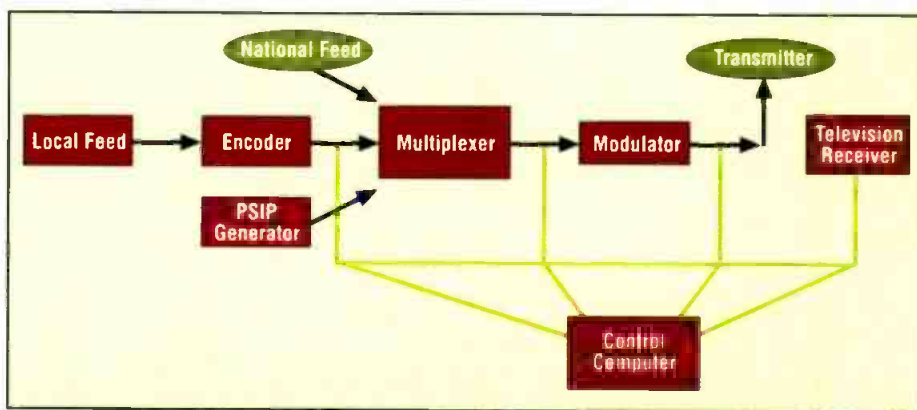 National Feed
Transmitter
Local Feed
Encoder
Multiplexer
Modulator
Television
Receiver
PSIP
Generator
Control
Computer